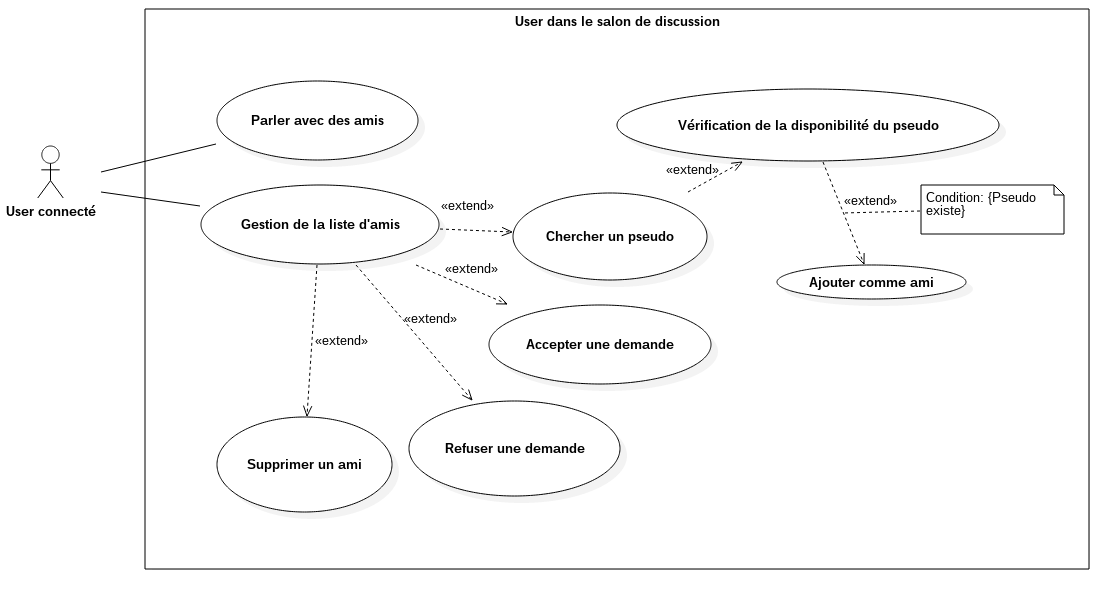 User dans le salon de discussion
Parler avec des amis
Vérification de la disponibilité du pseudo
«extend»
User connecté
Gestion de la liste d'amis
«extend»
Chercher un pseudo
«extend»
Condition: {Pseudo
existe}
«extend»
Ajouter comme ami
«extend»
Accepter une demande
«extend»
Supprimer un ami
Refuser une demande
«extend»